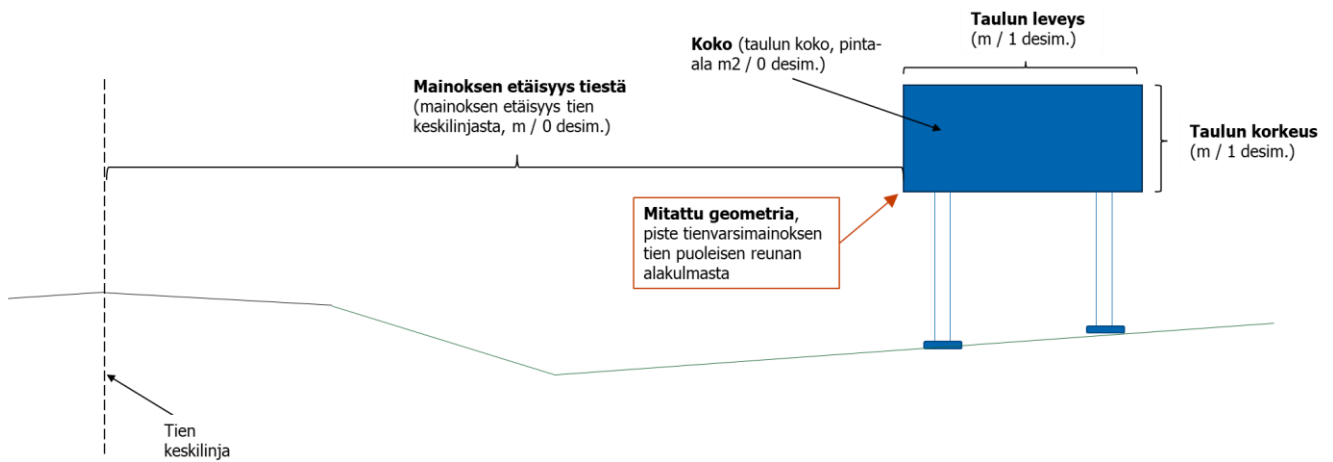 Taulun leveys
(m / 1 desim.)
Koko (taulun koko, pinta-
ala m2 / 0 desim.)
Mainoksen etäisyys tiestä
(mainoksen etäisyys tien
keskilinjasta, m / 0 desim.)
Taulun korkeus
(m / 1 desim.)
Mitattu geometria,
piste tienvarsimainoksen
tien puoleisen reunan
alakulmasta
Tien
keskilinja